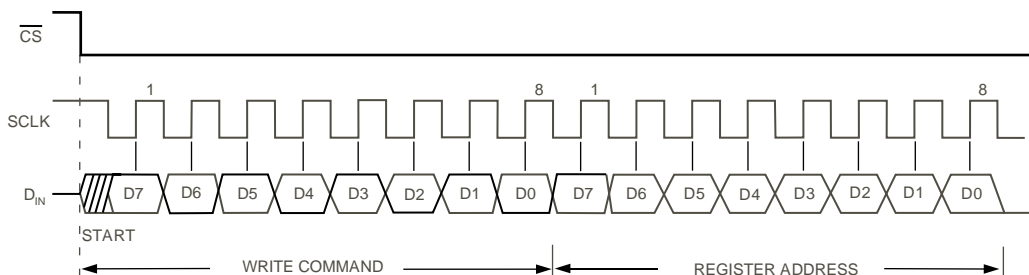 CS
1 8 1 8
SCLK
DIN D7 D6 D5 D4 D3 D2 D1 D0 D7 D6 D5 D4 D3 D2 D1 D0
START
WRITE COMMAND REGISTER ADDRESS